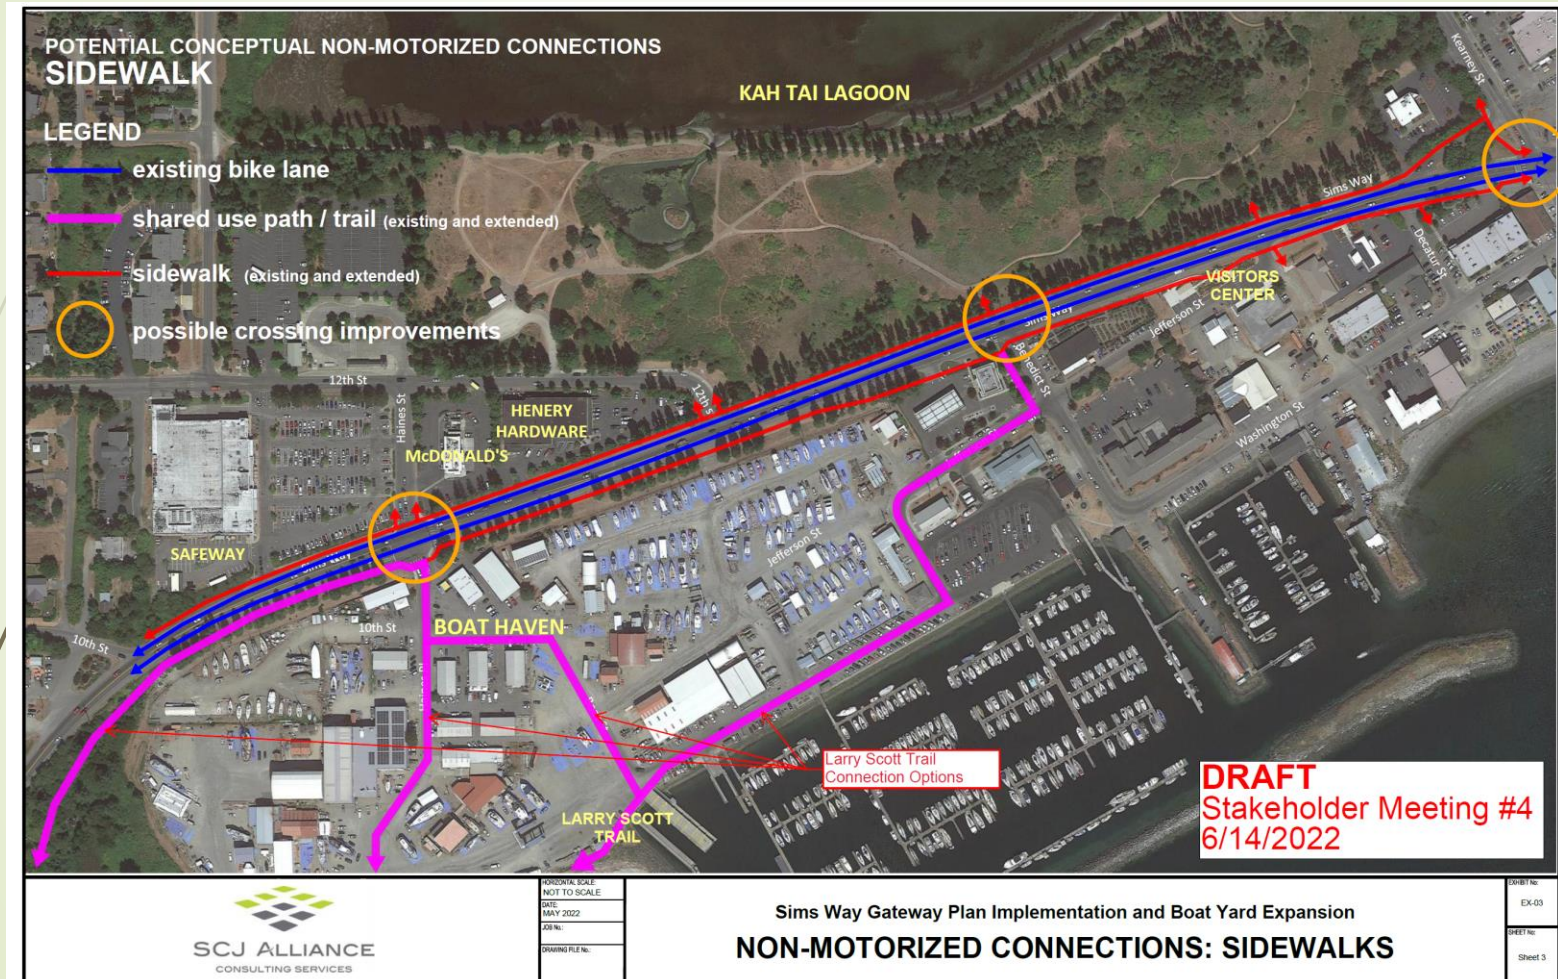 POTENTIAL CONCEPTUAL NON-MOTORIZED CONNECTIONS
SIDEWALK
LEGEND
existing bike lane
shared use path / trail (existing and extended)
sidewalk (existing and extended)
possible crossing improvements
KAH TAI LAGOON
Kearney St
Sims Way
Decatur St
VISITORS
CENTER
Jefferson St
Sims Way
Benedict St
Washington St
12th St
Haines St
12th S
HENERY
HARDWARE
McDONALD'S
SAFEWAY
Sims Way
Jefferson St
10th St
10th St
BOAT HAVEN
Larry Scott Trail
Connection Options
LARRY SCOTT
TRAIL
DRAFT
Stakeholder Meeting #4
6/14/2022
SCJ ALLIANCE
CONSULTING SERVICES
HORIZONTAL SCALE:
NOT TO SCALE
DATE:
MAY 2022
JOB No.:
DRAWING FILE No.:
Sims Way Gateway Plan Implementation and Boat Yard Expansion
NON-MOTORIZED CONNECTIONS: SIDEWALKS
EXHIBIT No:
EX-03
SHEET No:
Sheet 3